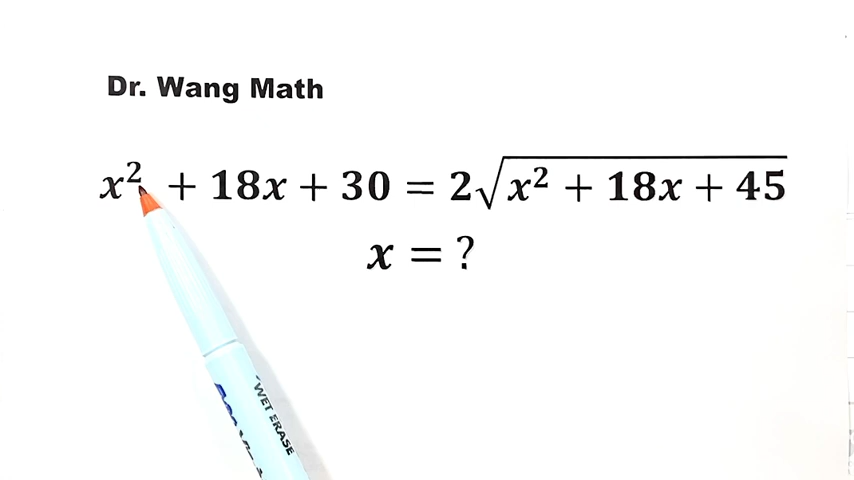 Dr. Wang Math
x² + 18x + 30 = 2√(x² + 18x + 45)
x = ?
WET ERASE